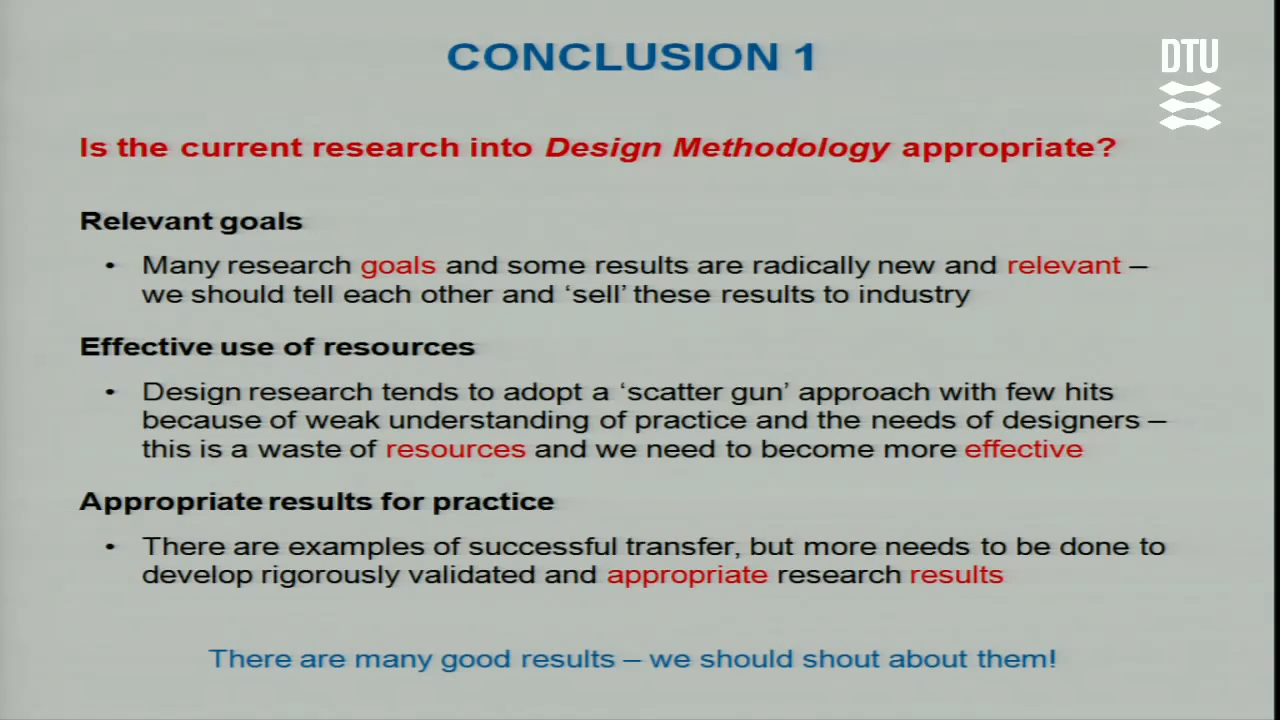 CONCLUSION 1
DTU
Is the current research into Design Methodology appropriate?
Relevant goals
• Many research goals and some results are radically new and relevant –
we should tell each other and ‘sell’ these results to industry
Effective use of resources
• Design research tends to adopt a ‘scatter gun’ approach with few hits
because of weak understanding of practice and the needs of designers –
this is a waste of resources and we need to become more effective
Appropriate results for practice
• There are examples of successful transfer, but more needs to be done to
develop rigorously validated and appropriate research results
There are many good results – we should shout about them!